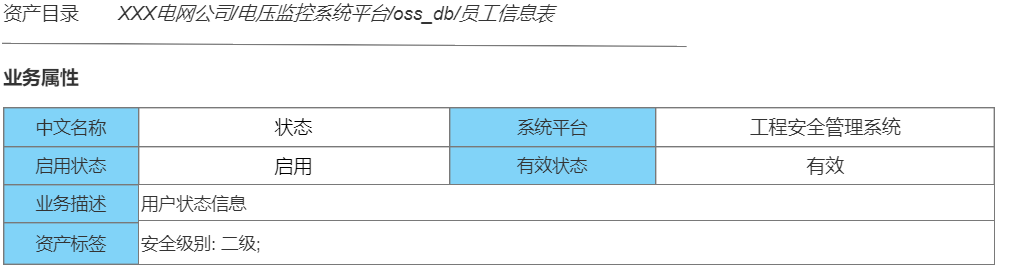 资产目录 XXX电网公司/电压监控系统平台/oss_db/员工信息表
业务属性
中文名称 状态 系统平台 工程安全管理系统
启用状态 启用 有效状态 有效
业务描述 用户状态信息
资产标签 安全级别: 二级;